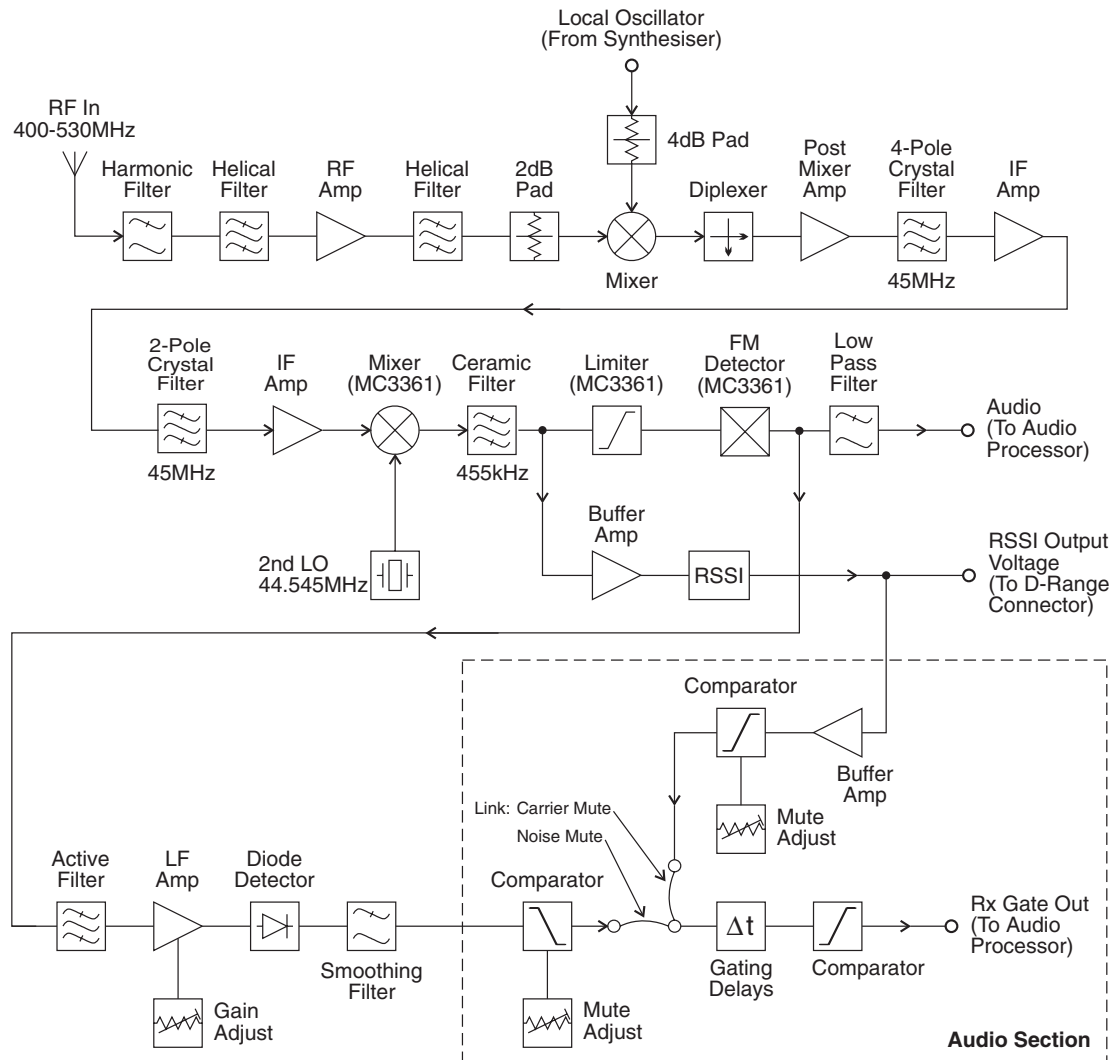 Local Oscillator
(From Synthesiser)
RF In
400-530MHz
4dB Pad
Harmonic
Filter
Helical
Filter
RF
Amp
Helical
Filter
2dB
Pad
Mixer
Diplexer
Post
Mixer
Amp
4-Pole
Crystal
Filter
45MHz
IF
Amp
2-Pole
Crystal
Filter
45MHz
IF
Amp
Mixer
(MC3361)
Ceramic
Filter
455kHz
Limiter
(MC3361)
FM
Detector
(MC3361)
Low
Pass
Filter
Audio
(To Audio
Processor)
2nd LO
44.545MHz
Buffer
Amp
RSSI
RSSI Output
Voltage
(To D-Range
Connector)
Comparator
Buffer
Amp
Mute
Adjust
Link: Carrier Mute
Noise Mute
Active
Filter
LF
Amp
Gain
Adjust
Diode
Detector
Smoothing
Filter
Comparator
Mute
Adjust
Δt
Gating
Delays
Comparator
Rx Gate Out
(To Audio
Processor)
Audio Section